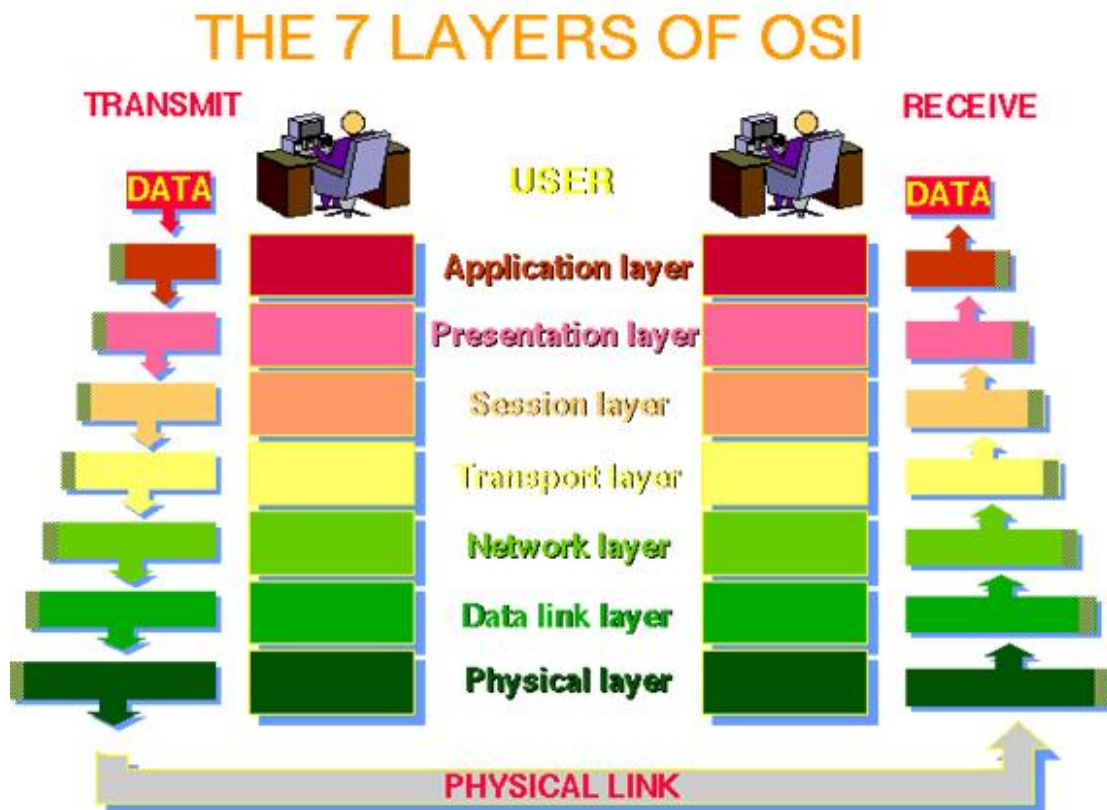 THE 7 LAYERS OF OSI
TRANSMIT
RECEIVE
USER
DATA
DATA
Application layer
Presentation layer
Session layer
Transport layer
Network layer
Data link layer
Physical layer
PHYSICAL LINK